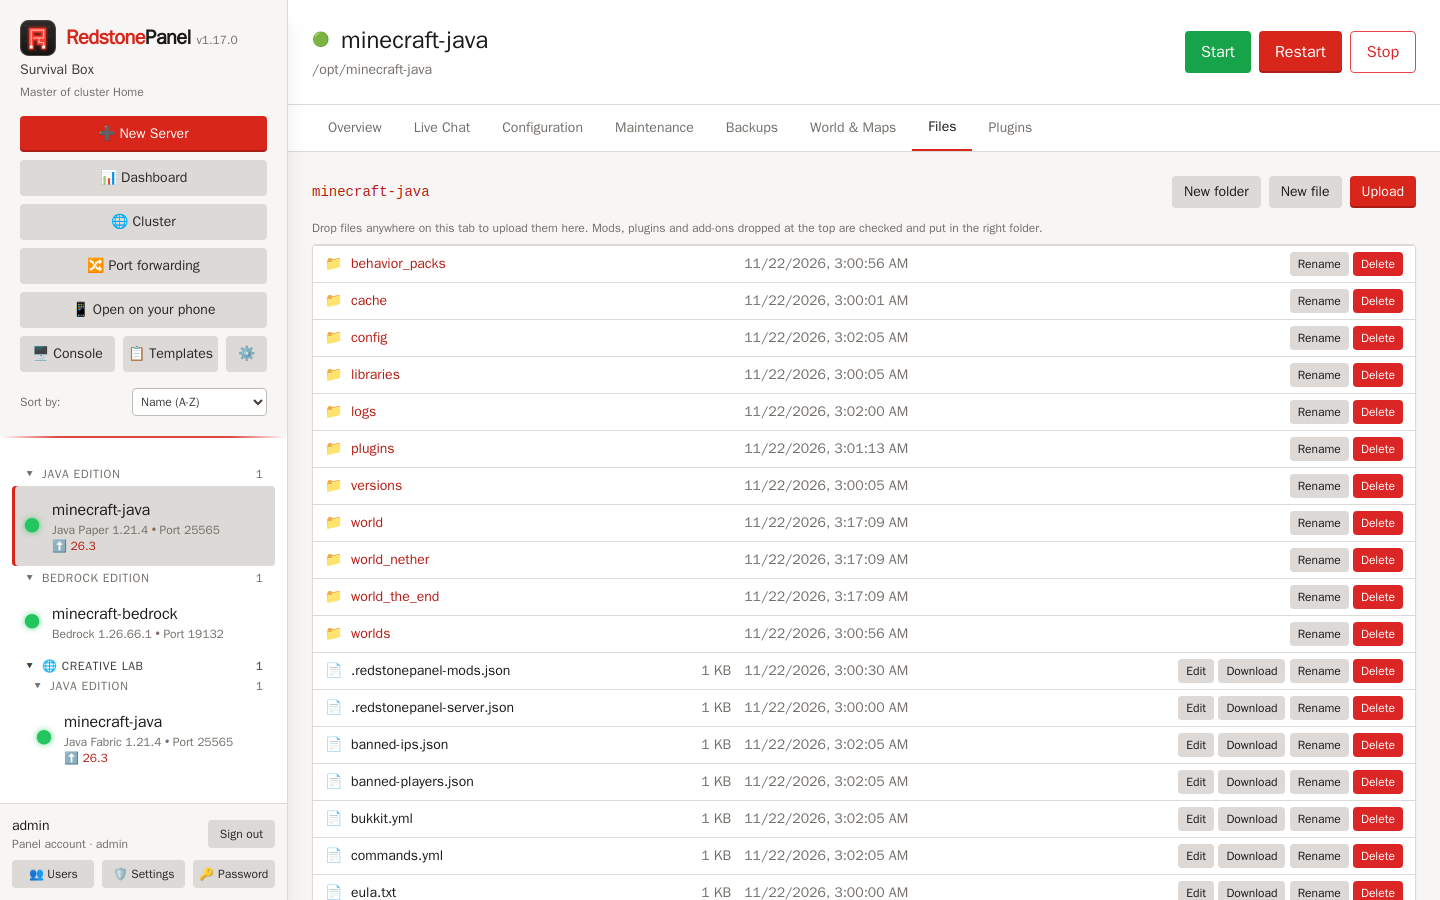 RedstonePanel v1.17.0
Survival Box
Master of cluster Home
New Server
Dashboard
Cluster
Port forwarding
Open on your phone
Console
Templates
Sort by:
Name (A-Z)
JAVA EDITION 1
minecraft-java
Java Paper 1.21.4 • Port 25565
26.3
BEDROCK EDITION 1
minecraft-bedrock
Bedrock 1.26.66.1 • Port 19132
CREATIVE LAB 1
JAVA EDITION 1
minecraft-java
Java Fabric 1.21.4 • Port 25565
26.3
admin
Panel account · admin
Sign out
Users
Settings
Password
minecraft-java
/opt/minecraft-java
Start
Restart
Stop
Overview
Live Chat
Configuration
Maintenance
Backups
World & Maps
Files
Plugins
minecraft-java
New folder
New file
Upload
Drop files anywhere on this tab to upload them here. Mods, plugins and add-ons dropped at the top are checked and put in the right folder.
behavior_packs 11/22/2026, 3:00:56 AM Rename Delete
cache 11/22/2026, 3:00:01 AM Rename Delete
config 11/22/2026, 3:02:05 AM Rename Delete
libraries 11/22/2026, 3:00:05 AM Rename Delete
logs 11/22/2026, 3:02:00 AM Rename Delete
plugins 11/22/2026, 3:01:13 AM Rename Delete
versions 11/22/2026, 3:00:05 AM Rename Delete
world 11/22/2026, 3:17:09 AM Rename Delete
world_nether 11/22/2026, 3:17:09 AM Rename Delete
world_the_end 11/22/2026, 3:17:09 AM Rename Delete
worlds 11/22/2026, 3:00:56 AM Rename Delete
.redstonepanel-mods.json 1 KB 11/22/2026, 3:00:30 AM Edit Download Rename Delete
.redstonepanel-server.json 1 KB 11/22/2026, 3:00:00 AM Edit Download Rename Delete
banned-ips.json 1 KB 11/22/2026, 3:02:05 AM Edit Download Rename Delete
banned-players.json 1 KB 11/22/2026, 3:02:05 AM Edit Download Rename Delete
bukkit.yml 1 KB 11/22/2026, 3:02:05 AM Edit Download Rename Delete
commands.yml 1 KB 11/22/2026, 3:02:05 AM Edit Download Rename Delete
eula.txt 1 KB 11/22/2026, 3:00:00 AM Edit Download Rename Delete